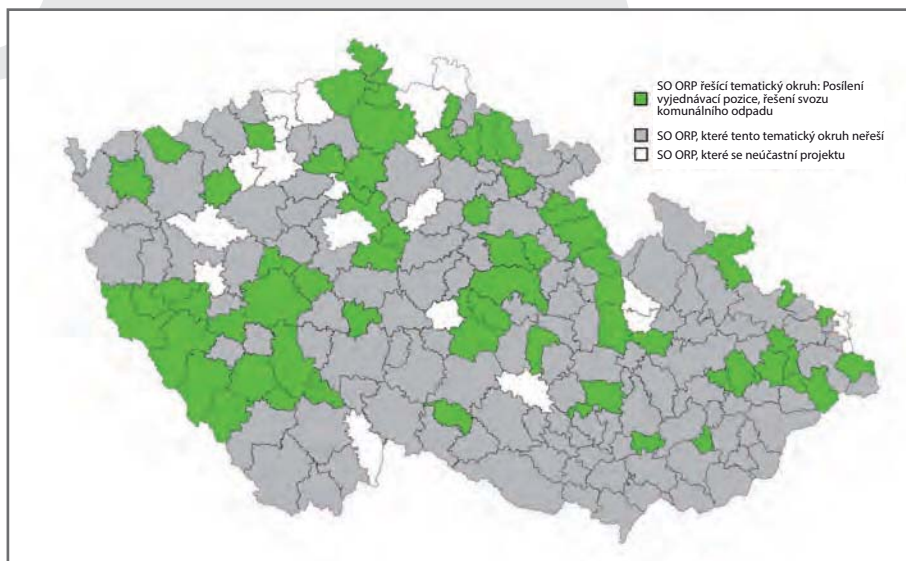 SO ORP řešící tematický okruh: Posílení
vyjednávací pozice, řešení svozu
komunálního odpadu
SO ORP, které tento tematický okruh neřeší
SO ORP, které se neúčastní projektu